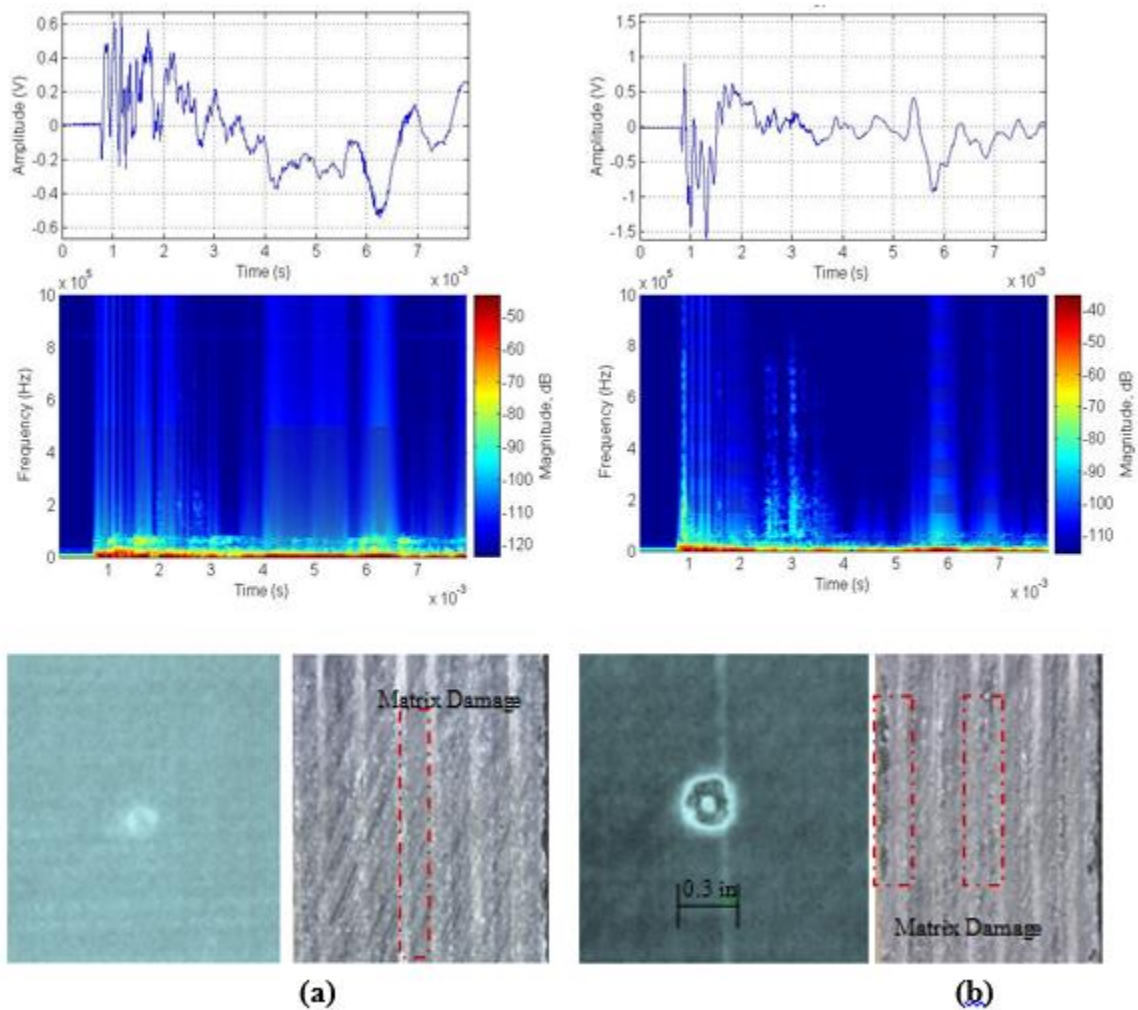 0.6
0.4
0.2
0
-0.2
-0.4
-0.6
Amplitude (V)
0 1 2 3 4 5 6 7
Time (s)
x 10⁻³
1.5
1
0.5
0
-0.5
-1
-1.5
Amplitude (V)
0 1 2 3 4 5 6 7
Time (s)
x 10⁻³
x 10⁵
10
8
6
4
2
0
Frequency (Hz)
1 2 3 4 5 6 7
Time (s)
x 10⁻³
-50
-60
-70
-80
-90
-100
-110
-120
Magnitude, dB
x 10⁵
10
8
6
4
2
0
Frequency (Hz)
1 2 3 4 5 6 7
Time (s)
x 10⁻³
-40
-50
-60
-70
-80
-90
-100
-110
Magnitude, dB
Matrix Damage
0.3 in
Matrix Damage
(a)
(b)